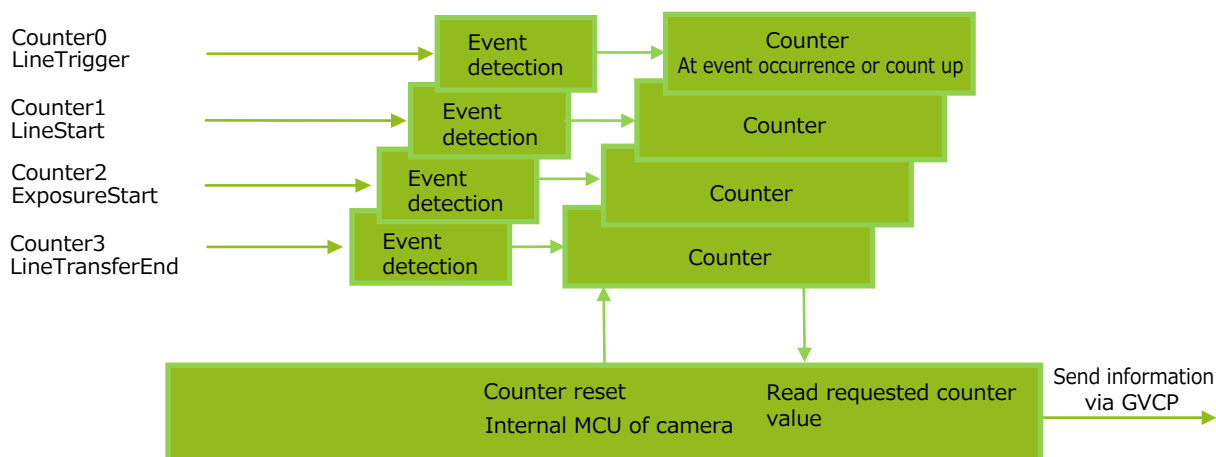 Counter0
LineTrigger
Event
detection
Counter
At event occurrence or count up
Counter1
LineStart
Event
detection
Counter
Counter2
ExposureStart
Event
detection
Counter
Counter3
LineTransferEnd
Event
detection
Counter
Counter reset
Internal MCU of camera
Read requested counter
value
Send information
via GVCP